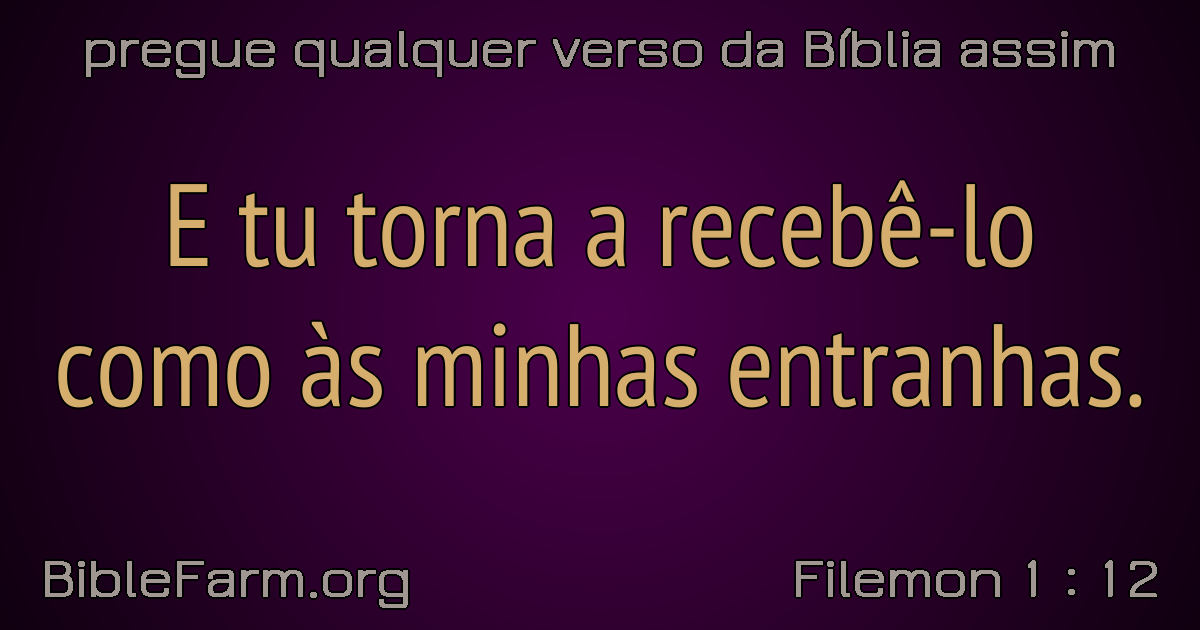 pregue qualquer verso da Bíblia assim
E tu torna a recebê-lo
como às minhas entranhas.
BibleFarm.org
Filemon 1 : 12